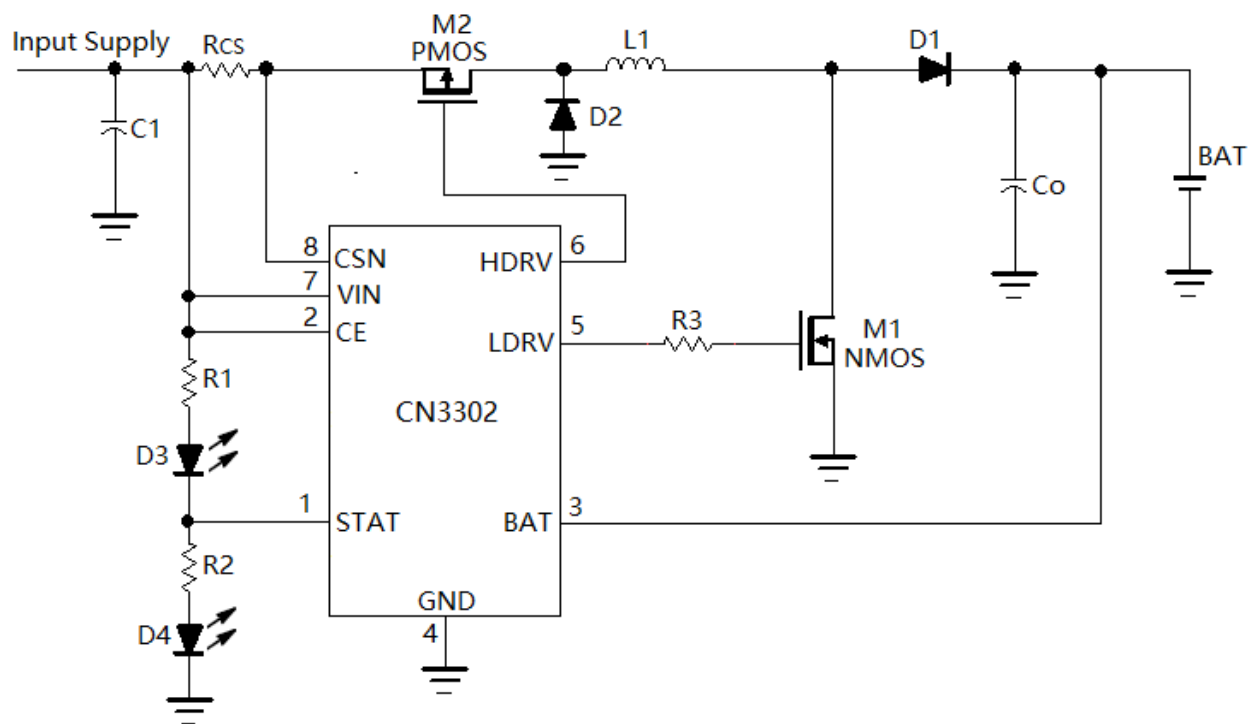 Input Supply
RCS
M2
PMOS
L1
D1
C1
D2
Co
BAT
8
CSN
6
HDRV
7
VIN
2
CE
5
LDRV
R3
M1
NMOS
R1
CN3302
D3
1
STAT
3
BAT
R2
GND
4
D4